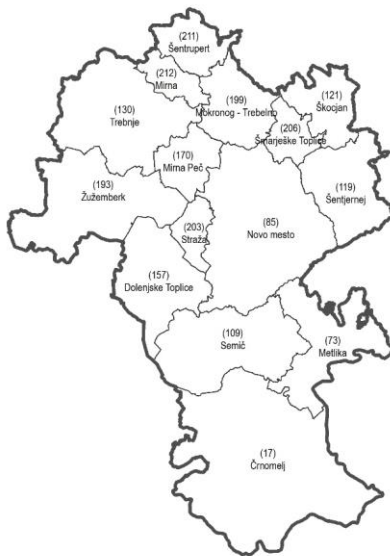 (211)
Šentrupert
(212)
Mirna
(130)
Trebnje
(199)
Mokronog - Trebelno
(121)
Škocjan
(206)
Šmarješke Toplice
(170)
Mirna Peč
(193)
Žužemberk
(119)
Šentjernej
(203)
Straža
(85)
Novo mesto
(157)
Dolenjske Toplice
(109)
Semič
(73)
Metlika
(17)
Črnomelj